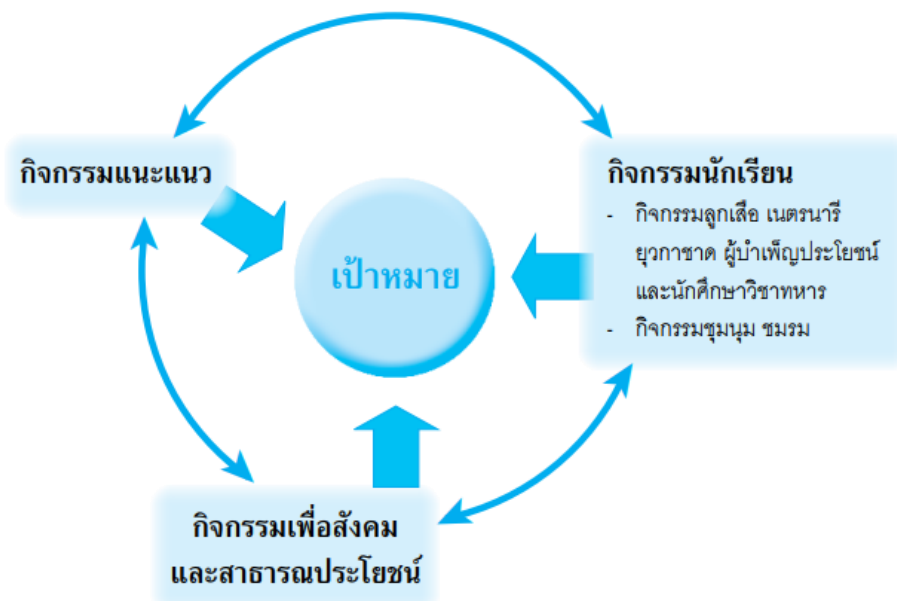 กิจกรรมแนะแนว
เป้าหมาย
กิจกรรมนักเรียน
- กิจกรรมลูกเสือ เนตรนารี
ยุวกาชาด ผู้บำเพ็ญประโยชน์
และนักศึกษาวิชาทหาร
- กิจกรรมชุมนุม ชมรม
กิจกรรมเพื่อสังคม
และสาธารณประโยชน์